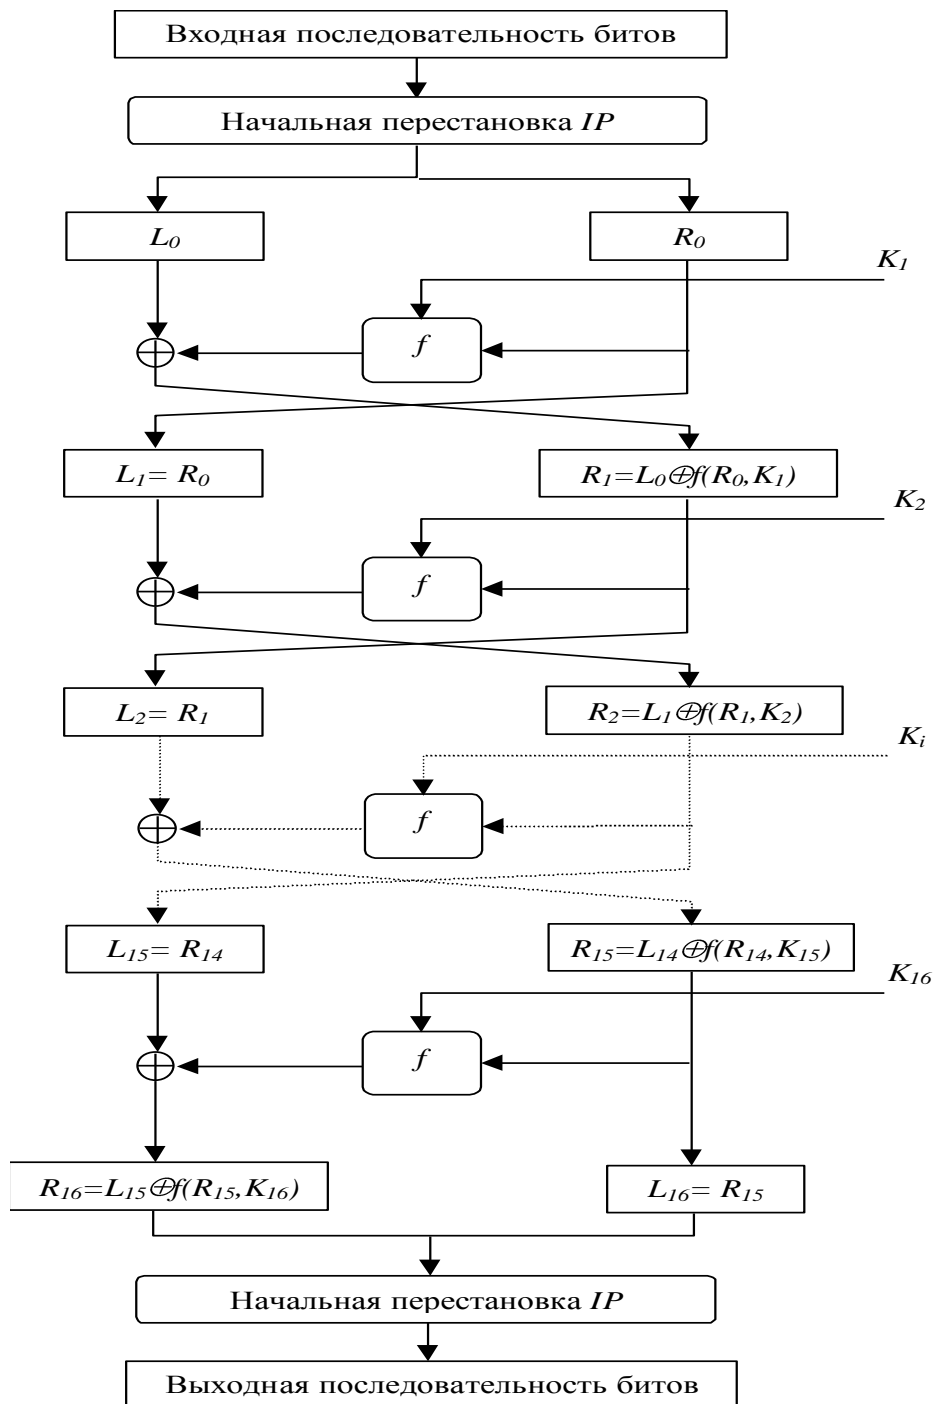 Входная последовательность битов
Начальная перестановка IP
L₀
R₀
K₁
f
L₁= R₀
R₁=L₀⊕f(R₀,K₁)
K₂
f
L₂= R₁
R₂=L₁⊕f(R₁,K₂)
Kᵢ
f
L₁₅= R₁₄
R₁₅=L₁₄⊕f(R₁₄,K₁₅)
K₁₆
f
R₁₆=L₁₅⊕f(R₁₅,K₁₆)
L₁₆= R₁₅
Начальная перестановка IP
Выходная последовательность битов